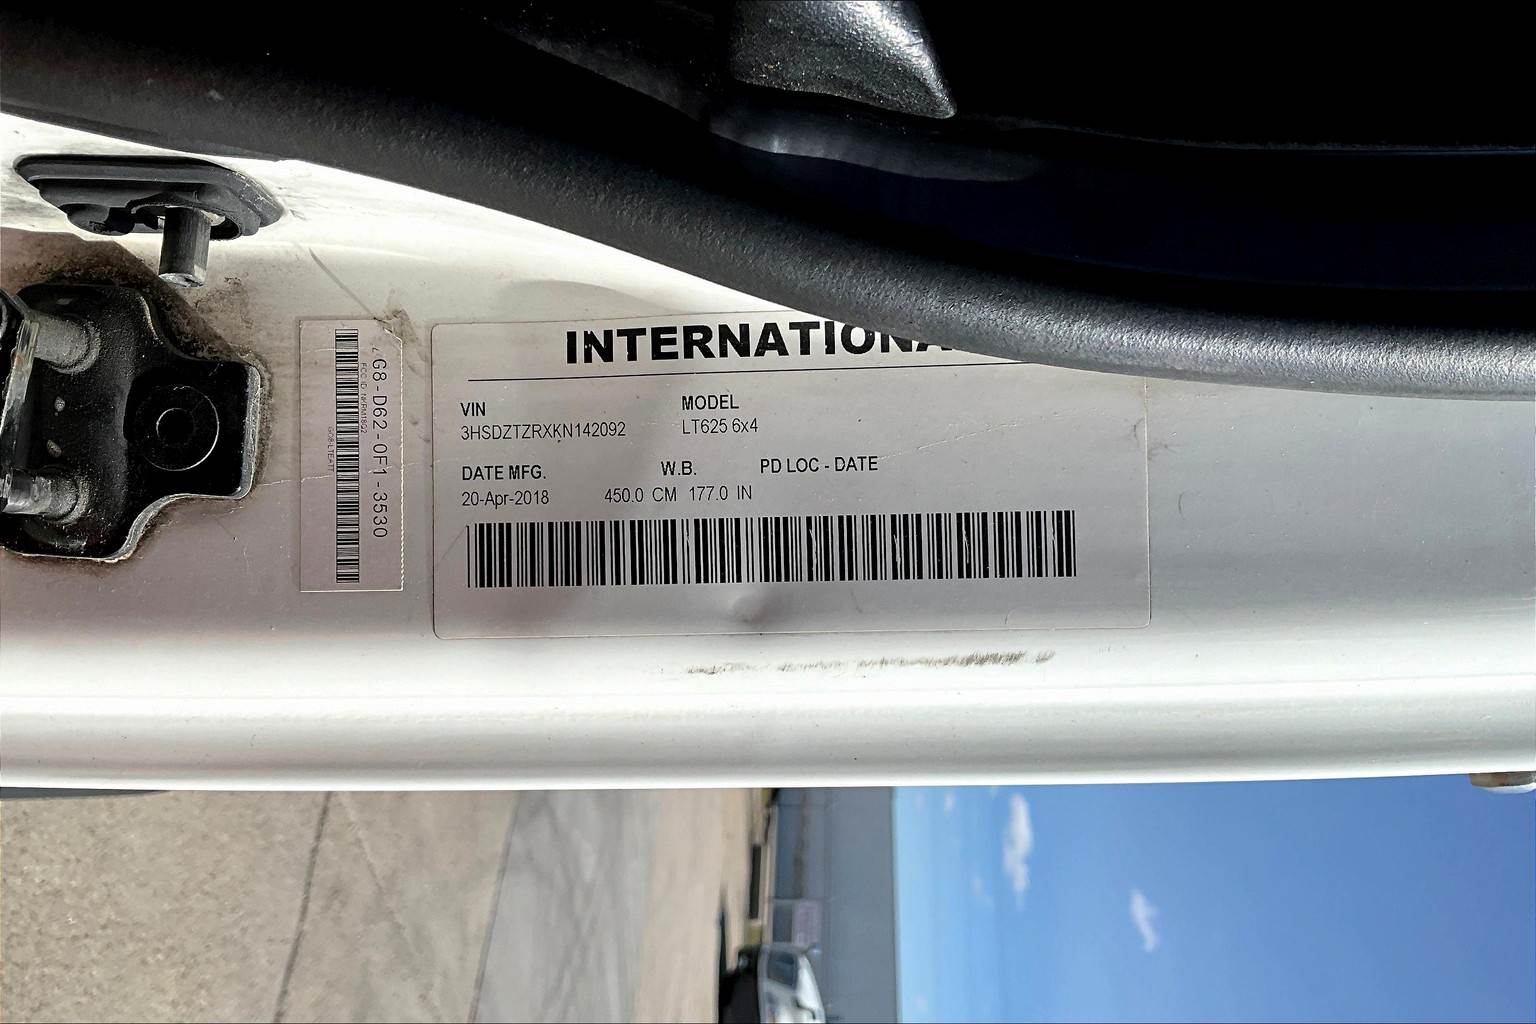 INTERNATIONA
VIN
3HSDZTZRXKN142092
MODEL
LT625 6x4
DATE MFG.
20-Apr-2018
W.B.
450.0 CM 177.0 IN
PD LOC - DATE
G8-D62-0F1-3530